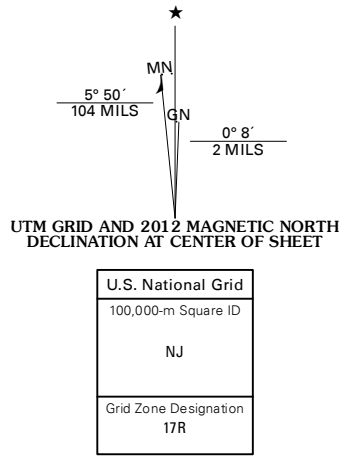 ★
M.N.
GN
5° 50´
104 MILS
0° 8´
2 MILS
UTM GRID AND 2012 MAGNETIC NORTH
DECLINATION AT CENTER OF SHEET
U.S. National Grid
100,000-m Square ID
NJ
Grid Zone Designation
17R